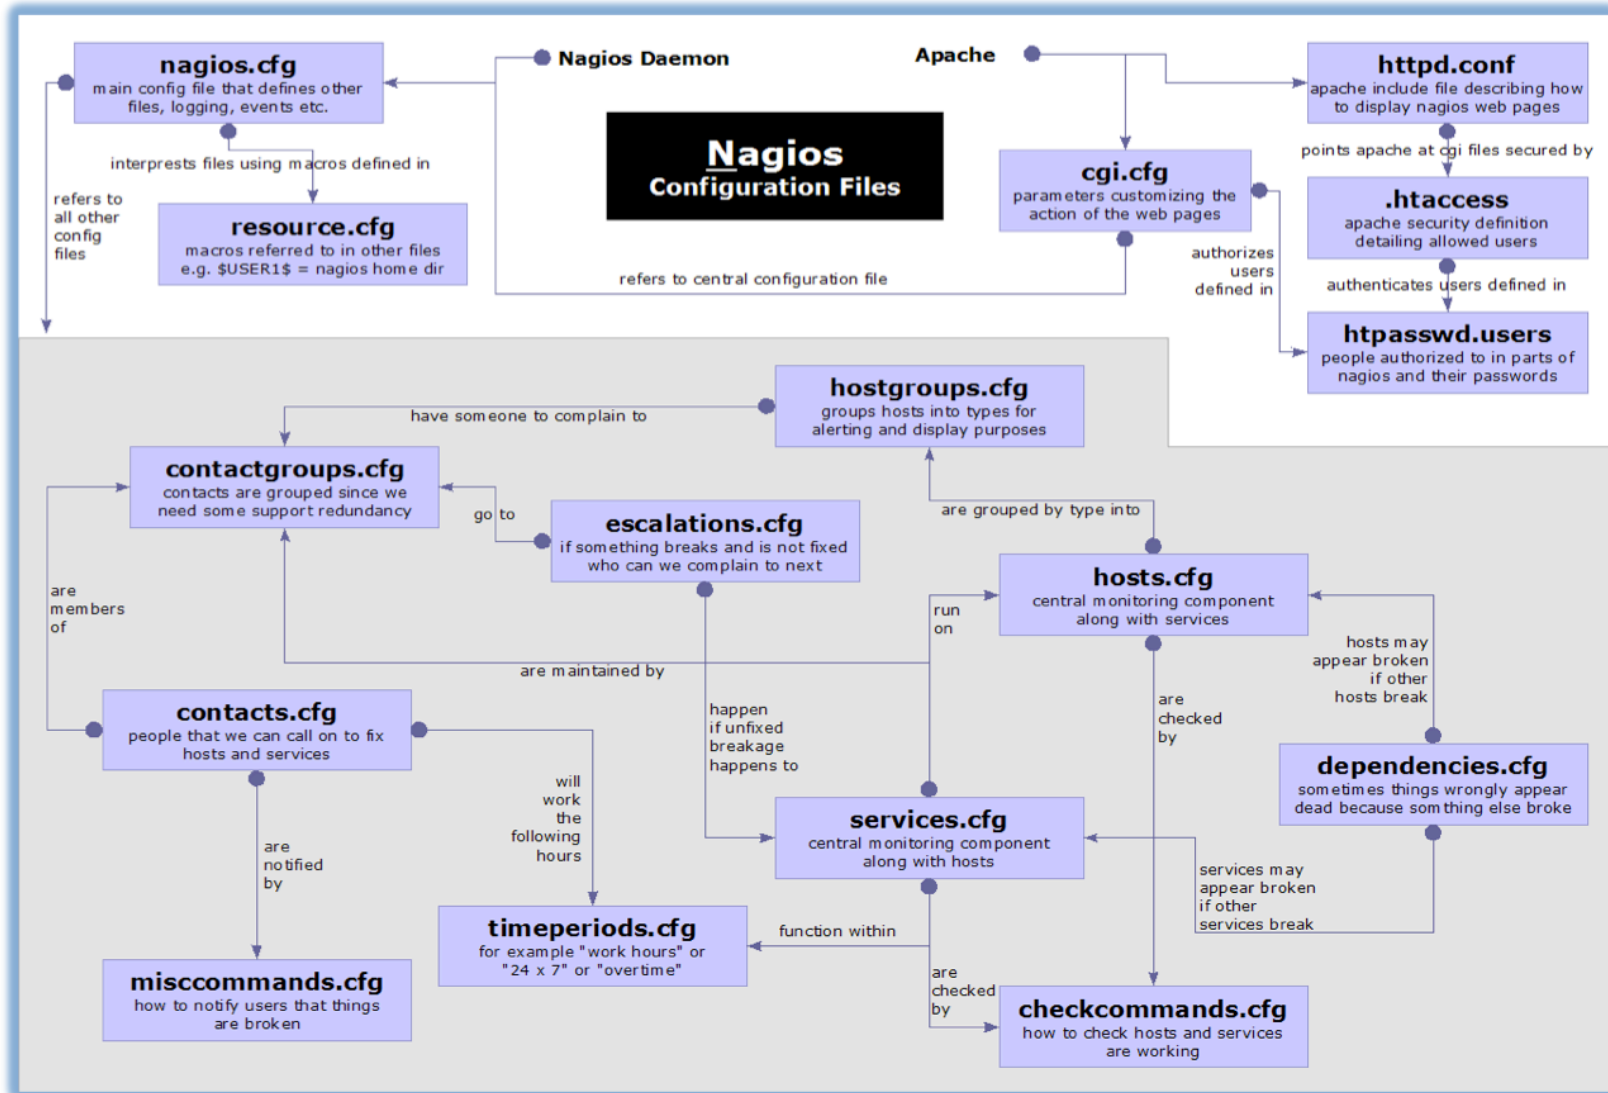 nagios.cfg
main config file that defines other
files, logging, events etc.
Nagios Daemon
Apache
httpd.conf
apache include file describing how
to display nagios web pages
Nagios
Configuration Files
interprests files using macros defined in
points apache at cgi files secured by
cgi.cfg
parameters customizing the
action of the web pages
refers to
all other
config
files
resource.cfg
macros referred to in other files
e.g. $USER1$ = nagios home dir
.htaccess
apache security definition
detailing allowed users
refers to central configuration file
authorizes
users
defined in
authenticates users defined in
htpasswd.users
people authorized to in parts of
nagios and their passwords
hostgroups.cfg
groups hosts into types for
alerting and display purposes
have someone to complain to
contactgroups.cfg
contacts are grouped since we
need some support redundancy
go to
escalations.cfg
if something breaks and is not fixed
who can we complain to next
are grouped by type into
hosts.cfg
central monitoring component
along with services
are
members
of
run
on
hosts may
appear broken
if other
hosts break
are maintained by
contacts.cfg
people that we can call on to fix
hosts and services
happen
if unfixed
breakage
happens to
are
checked
by
dependencies.cfg
sometimes things wrongly appear
dead because somthing else broke
will
work
the
following
hours
services.cfg
central monitoring component
along with hosts
are
notified
by
services may
appear broken
if other
services break
timeperiods.cfg
for example "work hours" or
"24 x 7" or "overtime"
function within
are
checked
by
misccommands.cfg
how to notify users that things
are broken
checkcommands.cfg
how to check hosts and services
are working